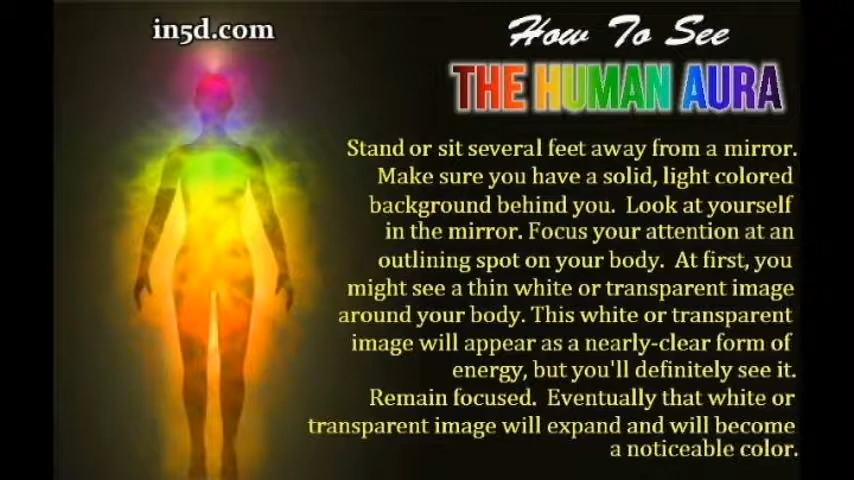 in5d.com
How To See
THE HUMAN AURA
Stand or sit several feet away from a mirror.
Make sure you have a solid, light colored
background behind you.  Look at yourself
in the mirror. Focus your attention at an
outlining spot on your body.  At first, you
might see a thin white or transparent image
around your body. This white or transparent
image will appear as a nearly-clear form of
energy, but you'll definitely see it.
Remain focused.  Eventually that white or
transparent image will expand and will become
a noticeable color.